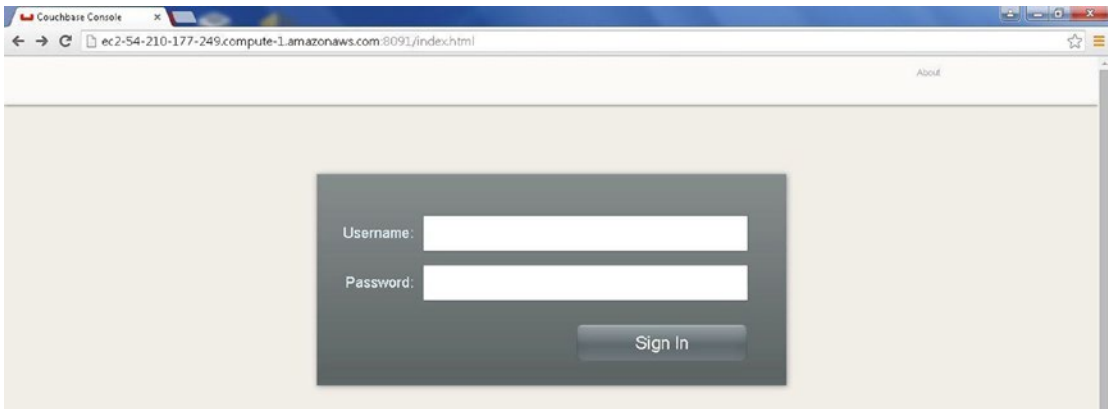 Couchbase Console
ec2-54-210-177-249.compute-1.amazonaws.com:8091/index.html
About
Username:
Password:
Sign In